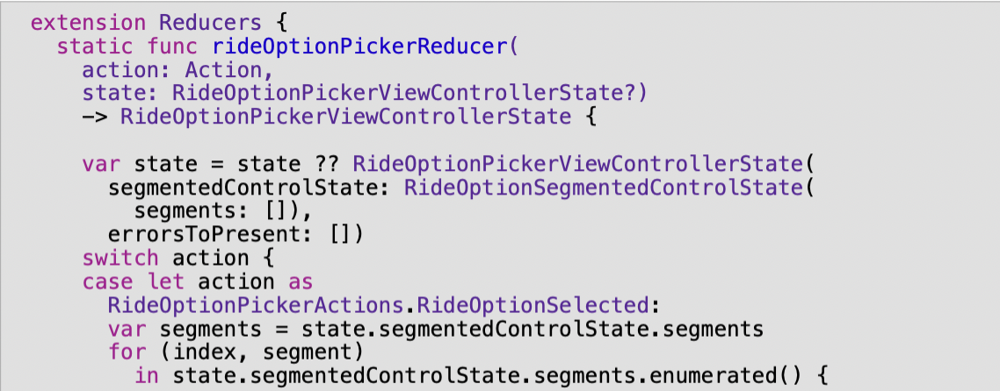 extension Reducers {
static func rideOptionPickerReducer(
action: Action,
state: RideOptionPickerViewControllerState?)
-> RideOptionPickerViewControllerState {
var state = state ?? RideOptionPickerViewControllerState(
segmentedControlState: RideOptionSegmentedControlState(
segments: []),
errorsToPresent: [])
switch action {
case let action as
RideOptionPickerActions.RideOptionSelected:
var segments = state.segmentedControlState.segments
for (index, segment)
in state.segmentedControlState.segments.enumerated() {